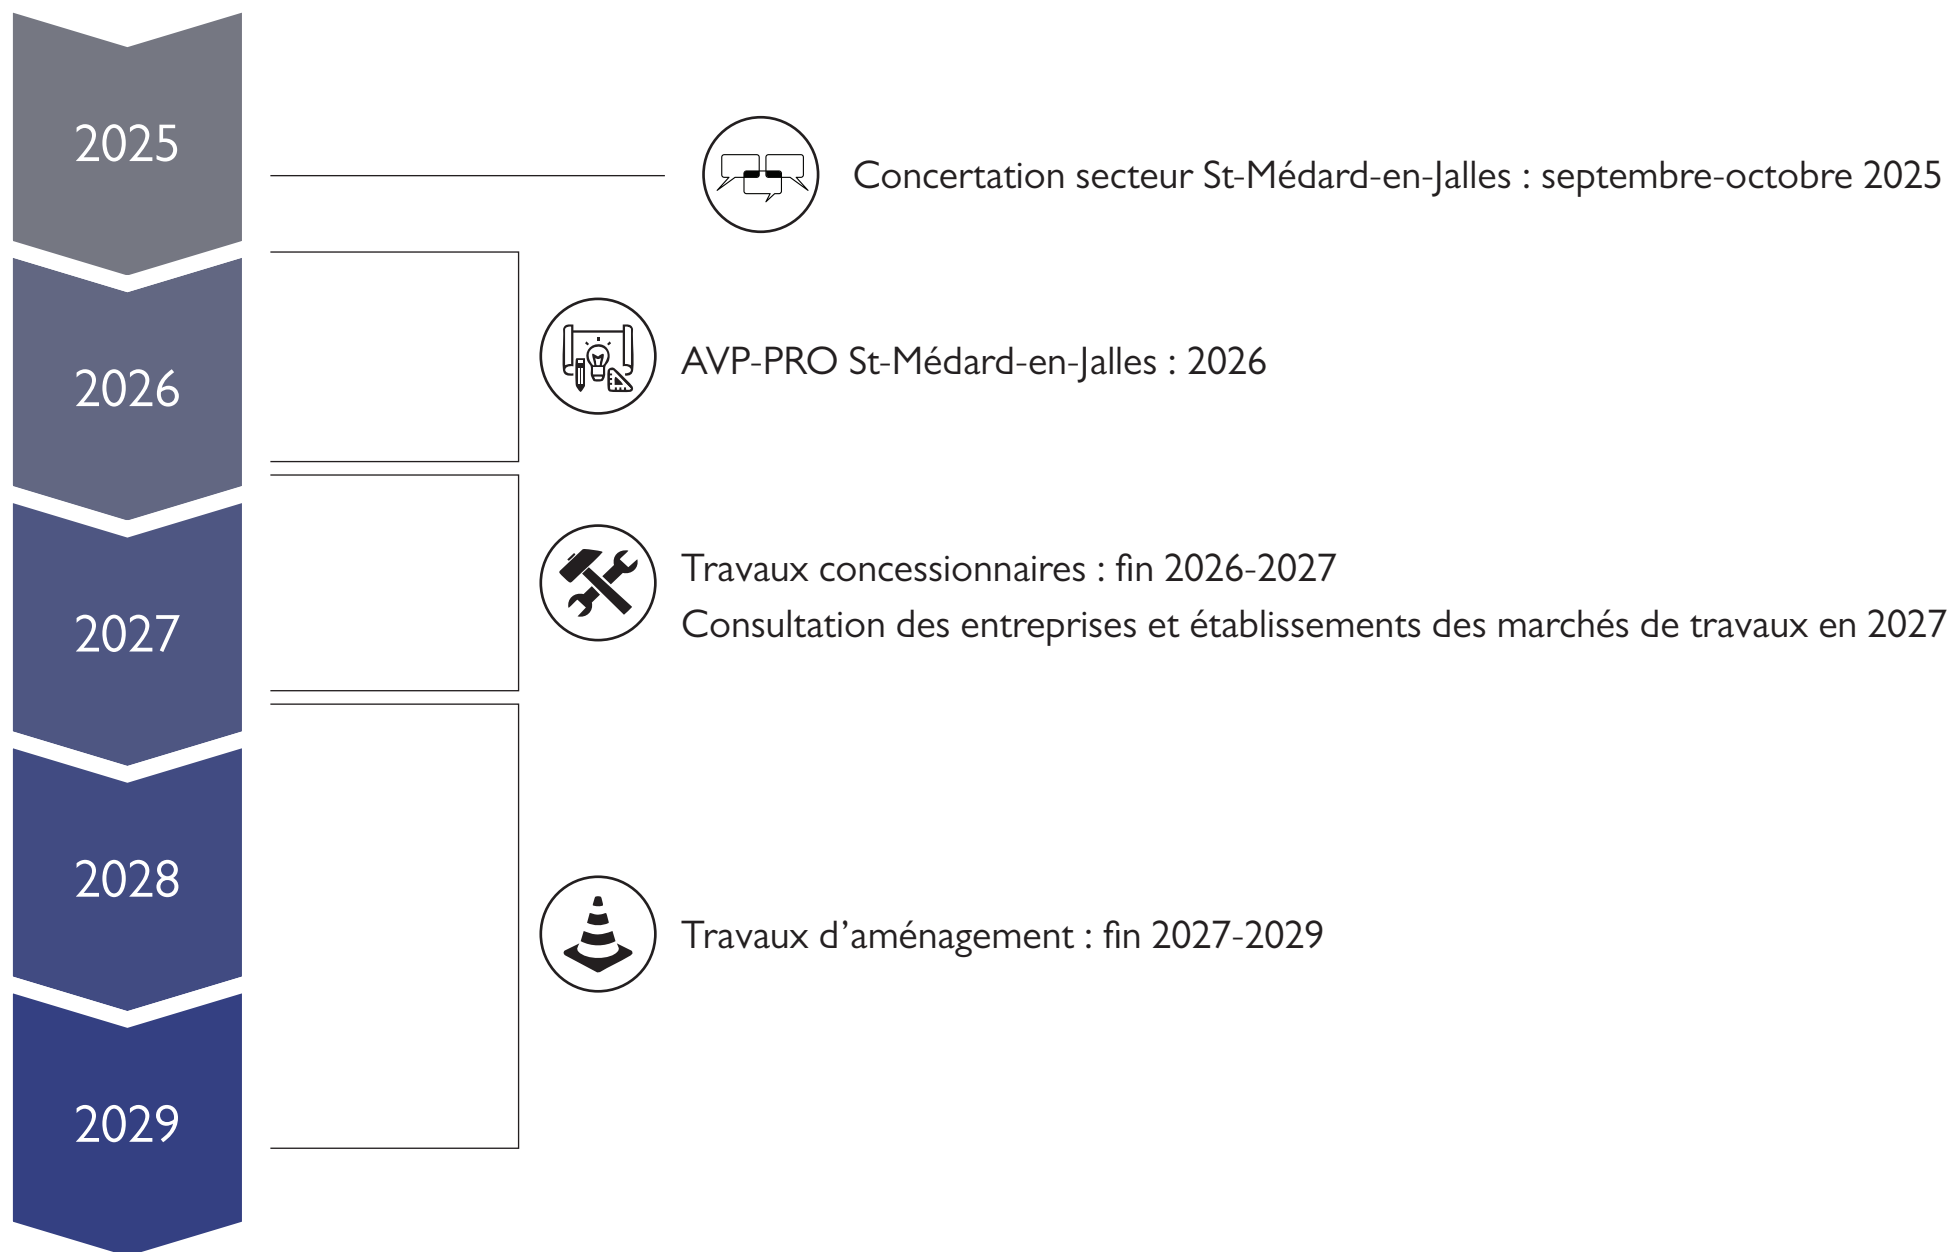 2025
Concertation secteur St-Médard-en-Jalles : septembre-octobre 2025
2026
AVP-PRO St-Médard-en-Jalles : 2026
2027
Travaux concessionnaires : fin 2026-2027
Consultation des entreprises et établissements des marchés de travaux en 2027
2028
Travaux d’aménagement : fin 2027-2029
2029